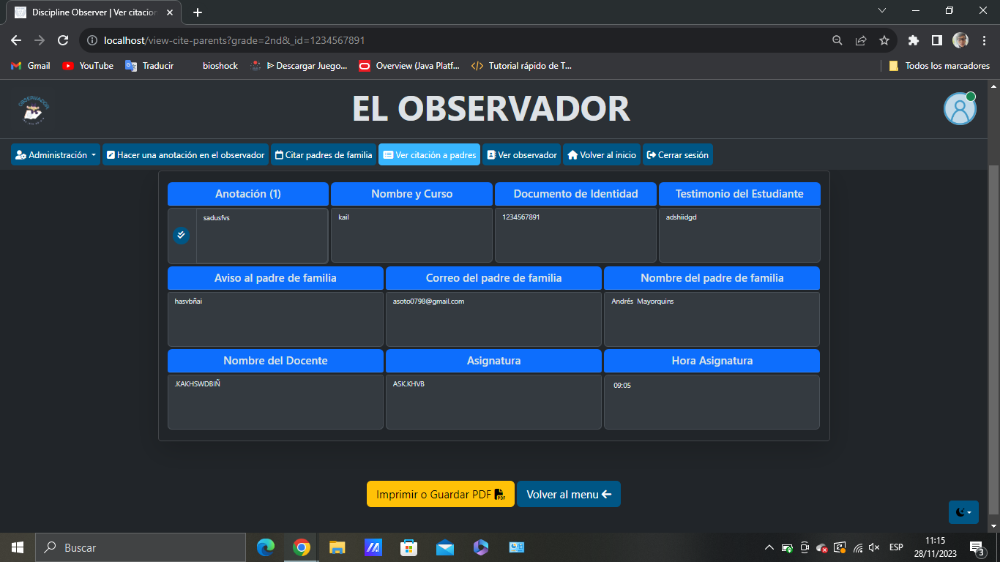 Discipline Observer | Ver citacion
localhost/view-cite-parents?grade=2nd&_id=1234567891
Gmail YouTube Traducir bioshock ᐈ Descargar Juego... Overview (Java Platf... Tutorial rápido de T... Todos los marcadores
OBSERVADOR
EL OBSERVADOR
Administración Hacer una anotación en el observador Citar padres de familia Ver citación a padres Ver observador Volver al inicio Cerrar sesión
Anotación (1) Nombre y Curso Documento de Identidad Testimonio del Estudiante
sadusfvs kail 1234567891 adshiidgd
Aviso al padre de familia Correo del padre de familia Nombre del padre de familia
hasvbñai asoto0798@gmail.com Andrés Mayorquins
Nombre del Docente Asignatura Hora Asignatura
.KAKHSWDBIÑ ASK.KHVB 09:05
Imprimir o Guardar PDF Volver al menu
Buscar ESP 11:15
28/11/2023 3